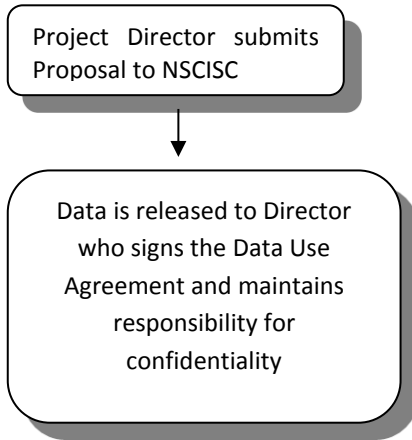 Project Director submits
Proposal to NSCISC
Data is released to Director
who signs the Data Use
Agreement and maintains
responsibility for
confidentiality